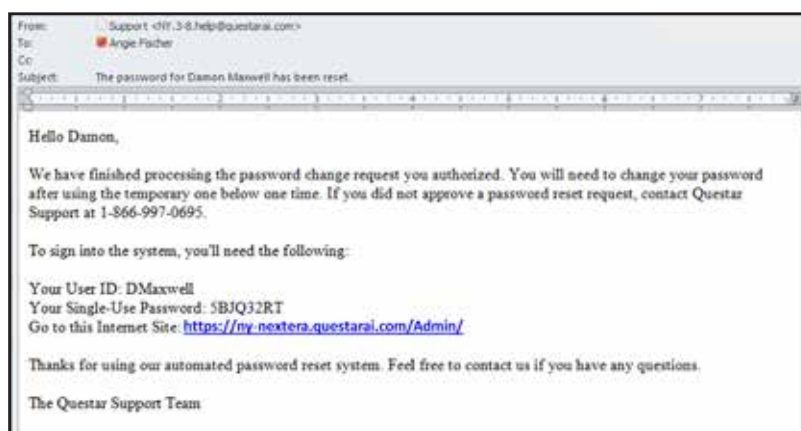 From: Support <NY.3-8.help@questarai.com>
To: Angie Fischer
Cc
Subject: The password for Damon Maxwell has been reset.
Hello Damon,
We have finished processing the password change request you authorized. You will need to change your password
after using the temporary one below one time. If you did not approve a password reset request, contact Questar
Support at 1-866-997-0695.
To sign into the system, you'll need the following:
Your User ID: DMaxwell
Your Single-Use Password: 5BJQ32RT
Go to this Internet Site: https://ny-nextera.questarai.com/Admin/
Thanks for using our automated password reset system. Feel free to contact us if you have any questions.
The Questar Support Team